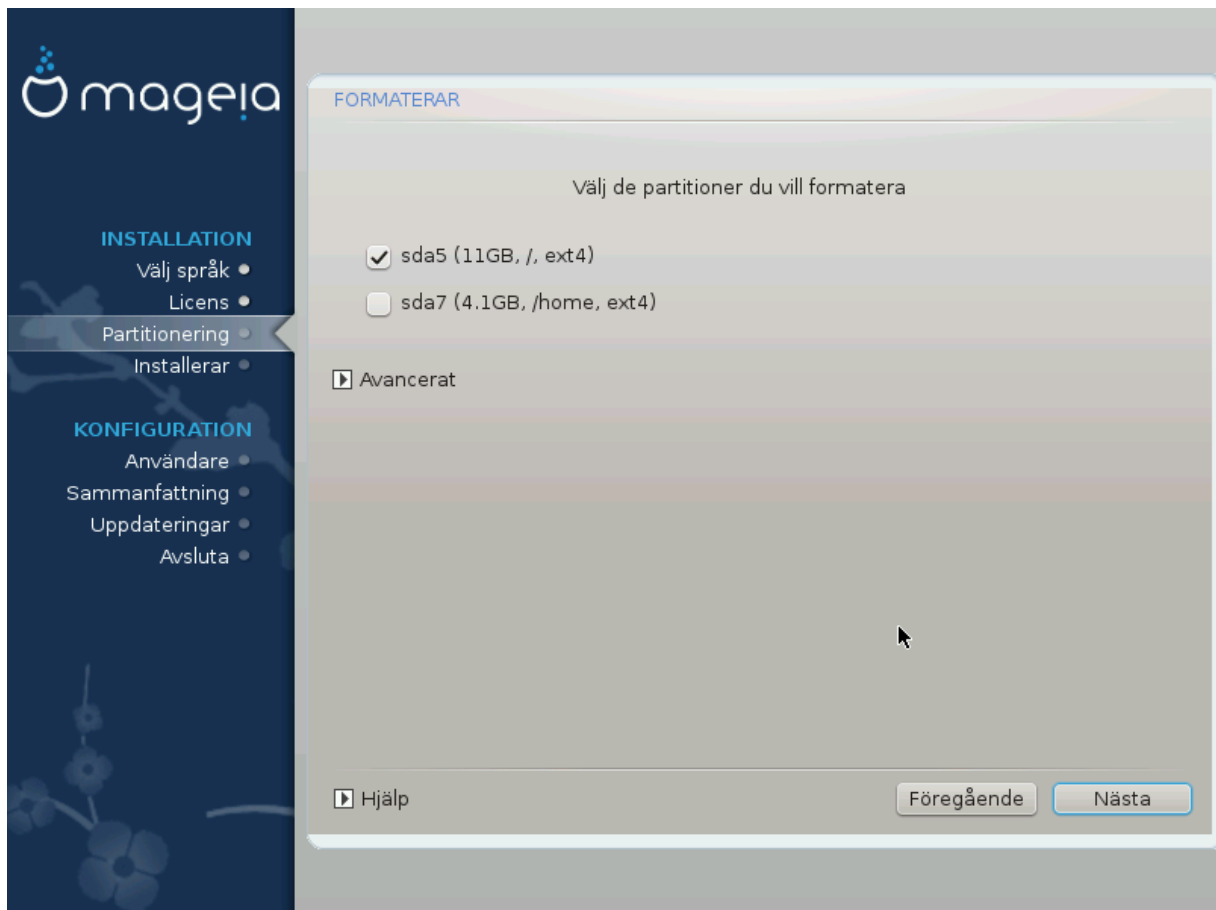 mageia
INSTALLATION
Välj språk
Licens
Partitionering
Installerar
KONFIGURATION
Användare
Sammanfattning
Uppdateringar
Avsluta
FORMATERAR
Välj de partitioner du vill formatera
sda5 (11GB, /, ext4)
sda7 (4.1GB, /home, ext4)
Avancerat
Hjälp
Föregående
Nästa